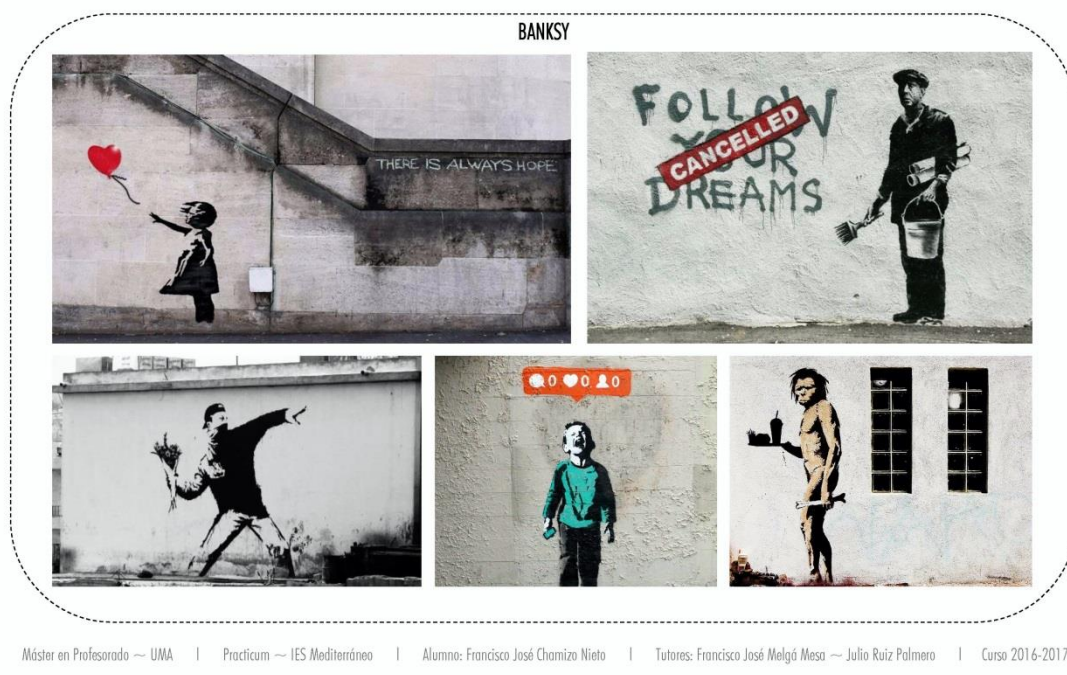 BANKSY
THERE IS ALWAYS HOPE
FOLLOW
YOUR
CANCELLED
DREAMS
0 0 0
Máster en Profesorado ~ UMA | Practicum ~ IES Mediterráneo | Alumno: Francisco José Chamizo Nieto | Tutores: Francisco José Melgá Mesa ~ Julio Ruiz Palmero | Curso 2016-2017